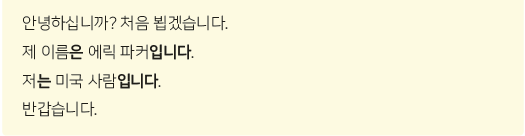 안녕하십니까? 처음 뵙겠습니다.
제 이름은 에릭 파커입니다.
저는 미국 사람입니다.
반갑습니다.